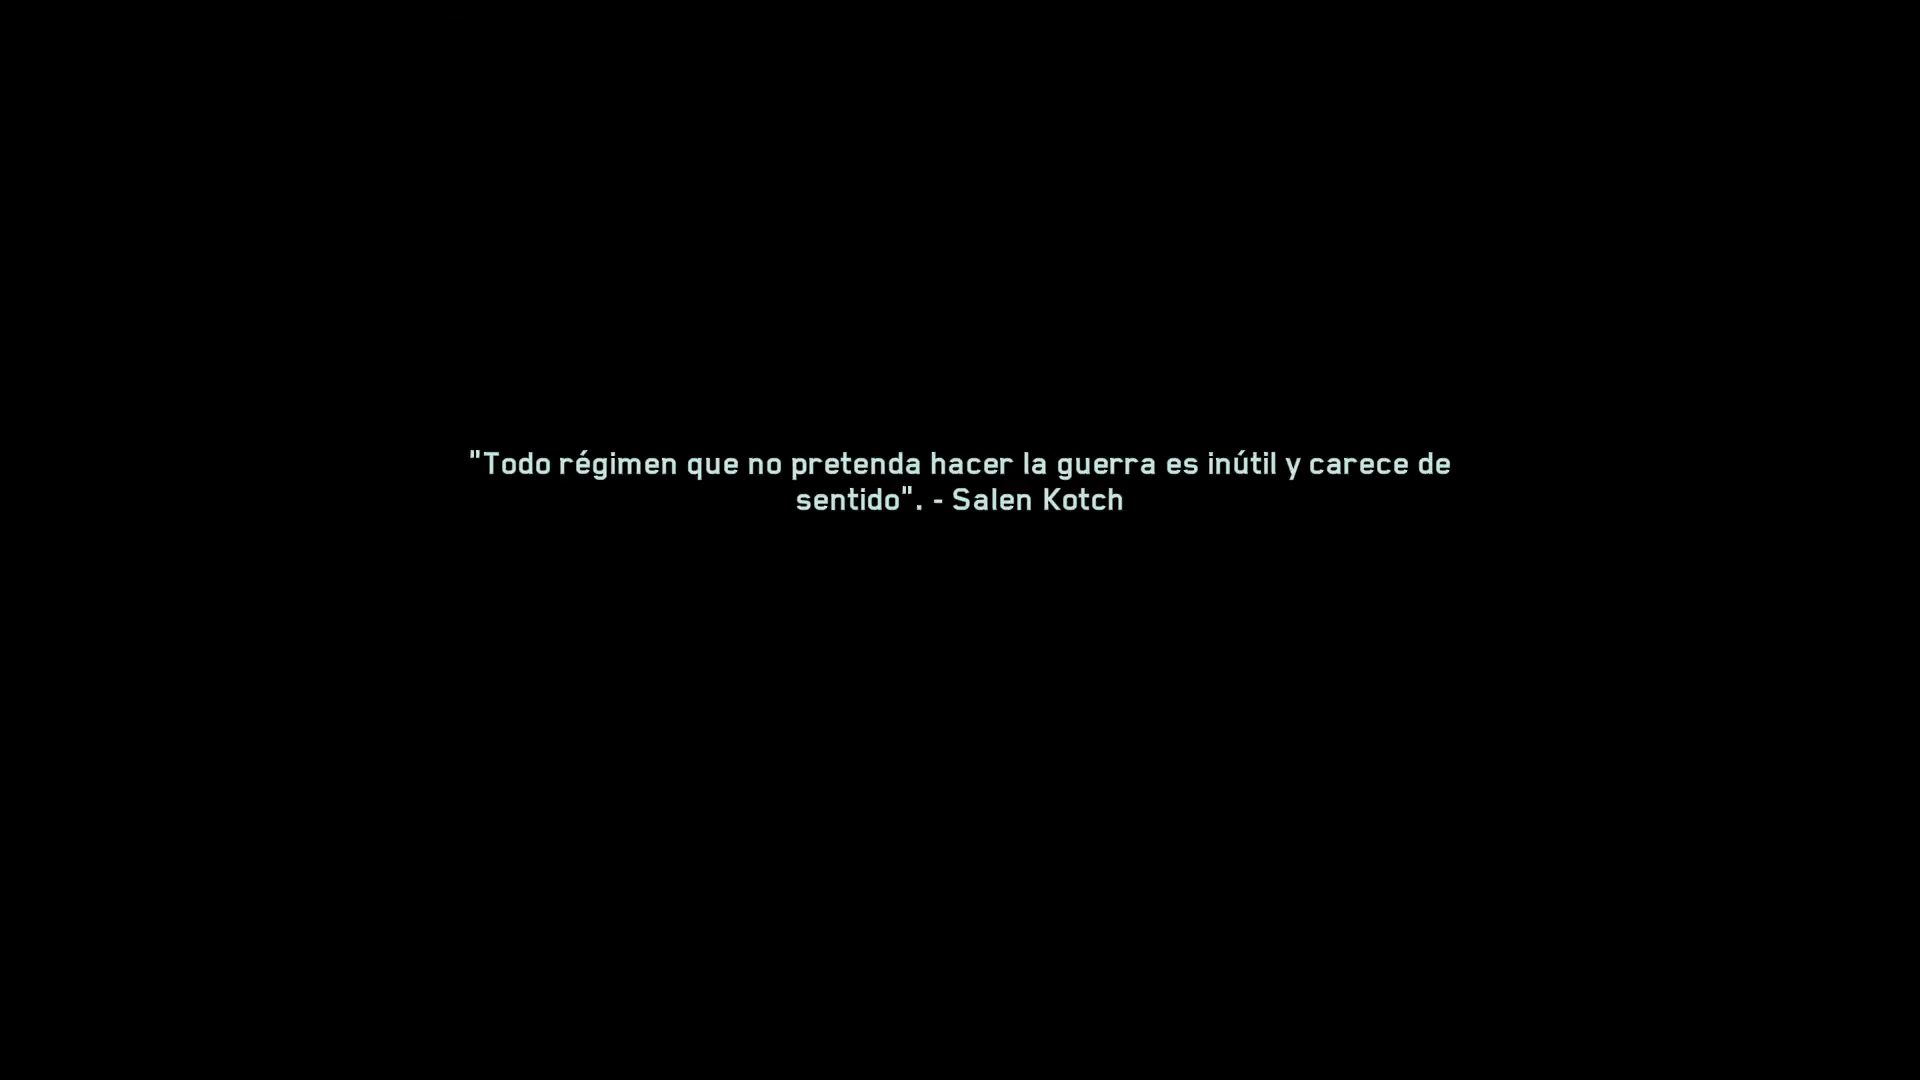 "Todo régimen que no pretenda hacer la guerra es inútil y carece de
sentido". - Salen Kotch